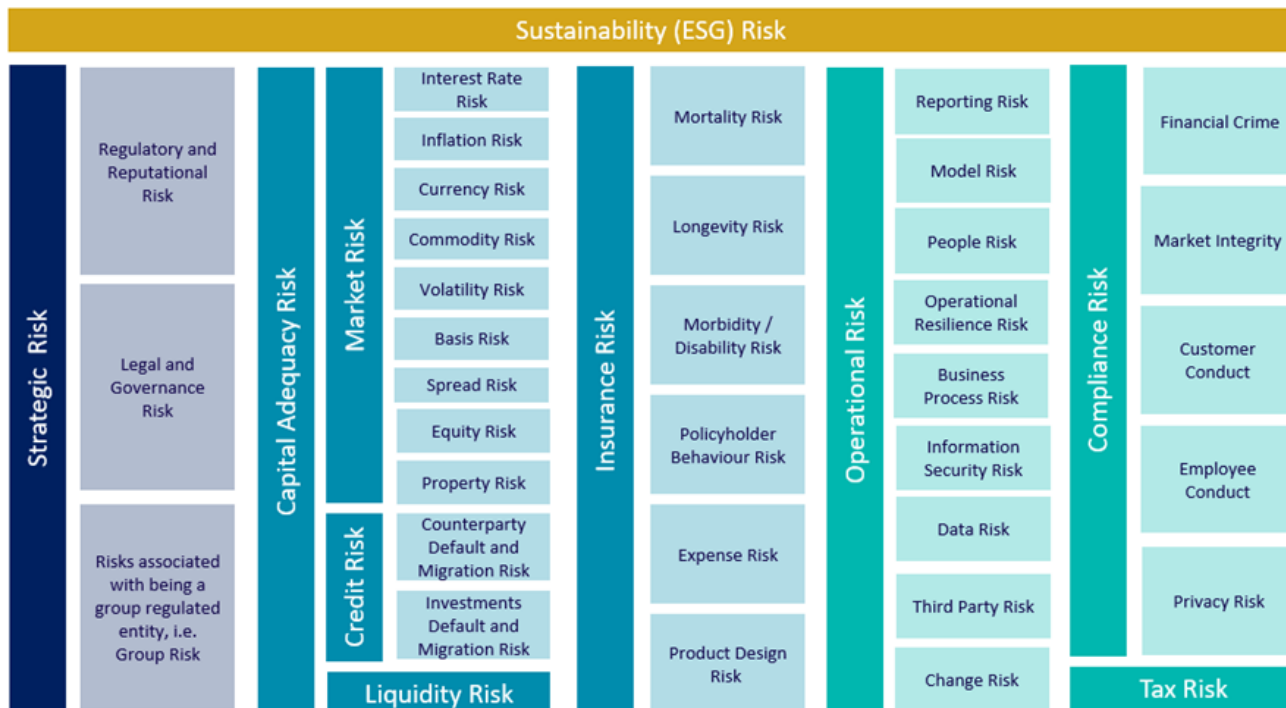 Sustainability (ESG) Risk
Strategic Risk
Regulatory and
Reputational
Risk
Legal and
Governance
Risk
Risks associated
with being a
group regulated
entity, i.e.
Group Risk
Capital Adequacy Risk
Market Risk
Interest Rate
Risk
Inflation Risk
Currency Risk
Commodity Risk
Volatility Risk
Basis Risk
Spread Risk
Equity Risk
Property Risk
Credit Risk
Counterparty
Default and
Migration Risk
Investments
Default and
Migration Risk
Liquidity Risk
Insurance Risk
Mortality Risk
Longevity Risk
Morbidity /
Disability Risk
Policyholder
Behaviour Risk
Expense Risk
Product Design
Risk
Operational Risk
Reporting Risk
Model Risk
People Risk
Operational
Resilience Risk
Business
Process Risk
Information
Security Risk
Data Risk
Third Party Risk
Change Risk
Compliance Risk
Financial Crime
Market Integrity
Customer
Conduct
Employee
Conduct
Privacy Risk
Tax Risk